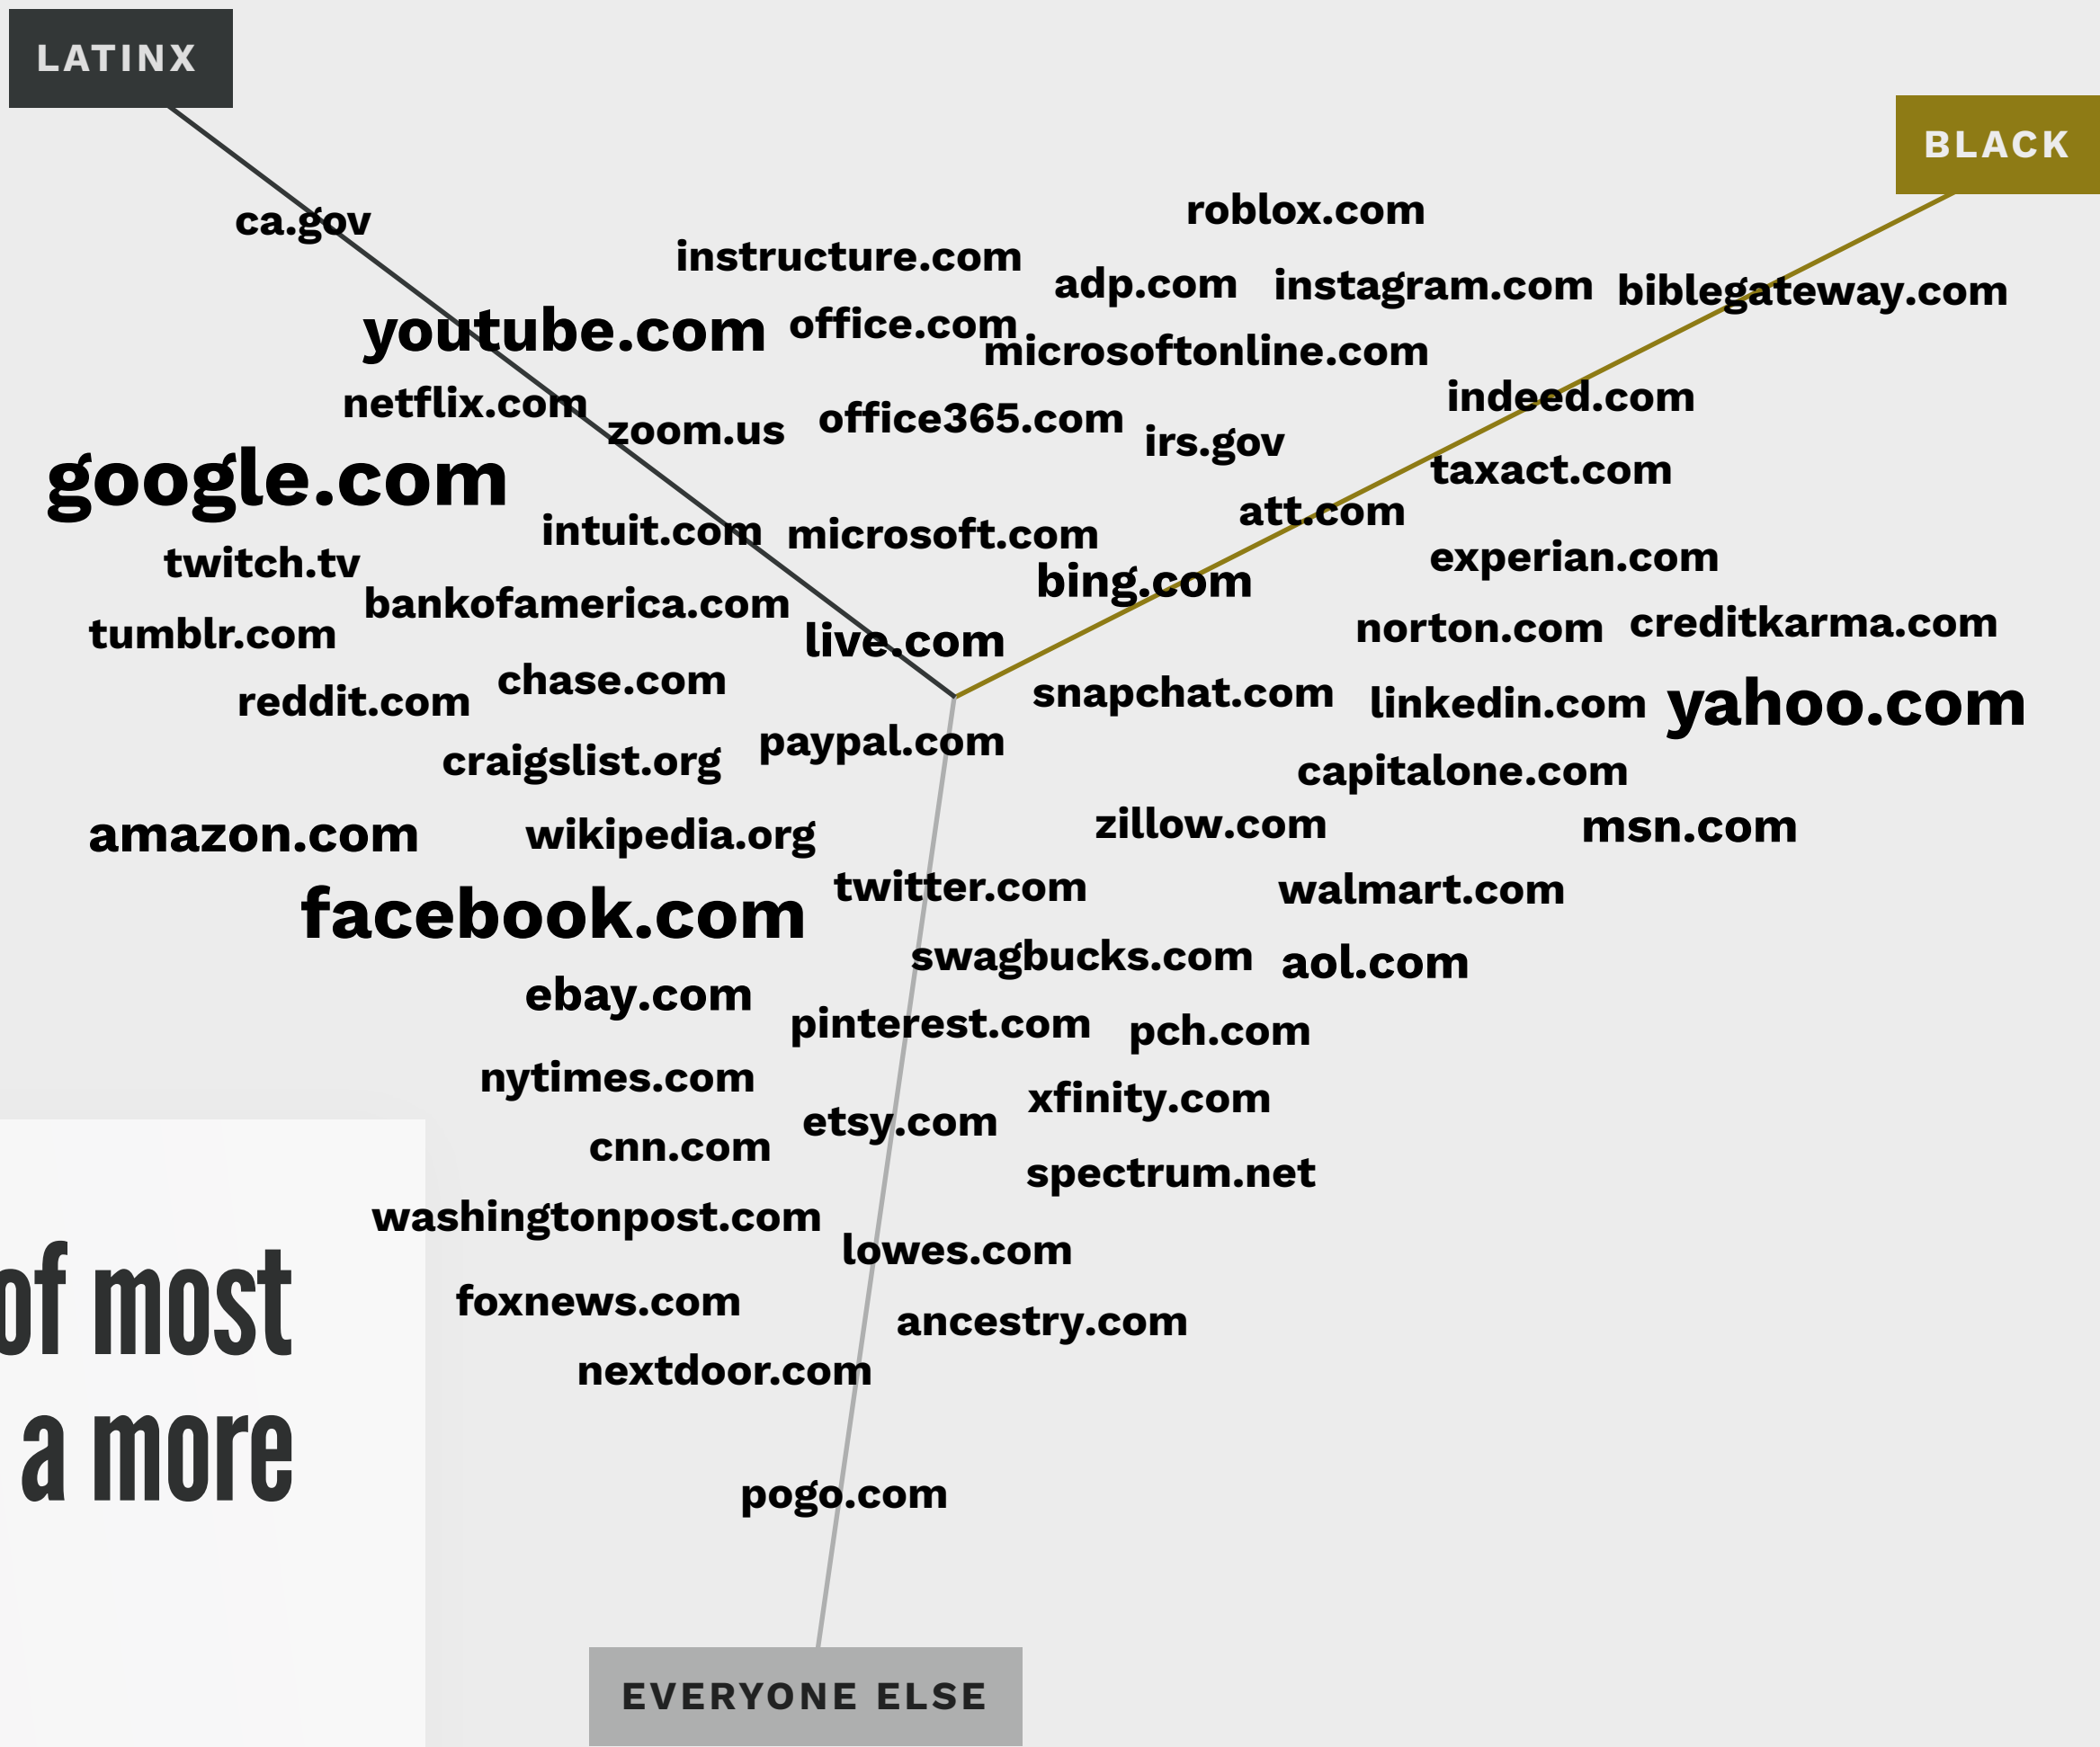 LATINX
BLACK
roblox.com
ca.gov
instructure.com
adp.com
instagram.com
biblegateway.com
youtube.com
office.com
microsoftonline.com
netflix.com
indeed.com
zoom.us
office365.com
irs.gov
google.com
taxact.com
att.com
intuit.com
microsoft.com
twitch.tv
experian.com
bing.com
bankofamerica.com
tumblr.com
live.com
norton.com
creditkarma.com
chase.com
reddit.com
snapchat.com
linkedin.com
yahoo.com
paypal.com
craigslist.org
capitalone.com
amazon.com
wikipedia.org
zillow.com
msn.com
twitter.com
walmart.com
facebook.com
swagbucks.com
aol.com
ebay.com
pinterest.com
pch.com
nytimes.com
xfinity.com
etsy.com
cnn.com
spectrum.net
washingtonpost.com
lowes.com
of most
foxnews.com
ancestry.com
nextdoor.com
a more
pogo.com
EVERYONE ELSE